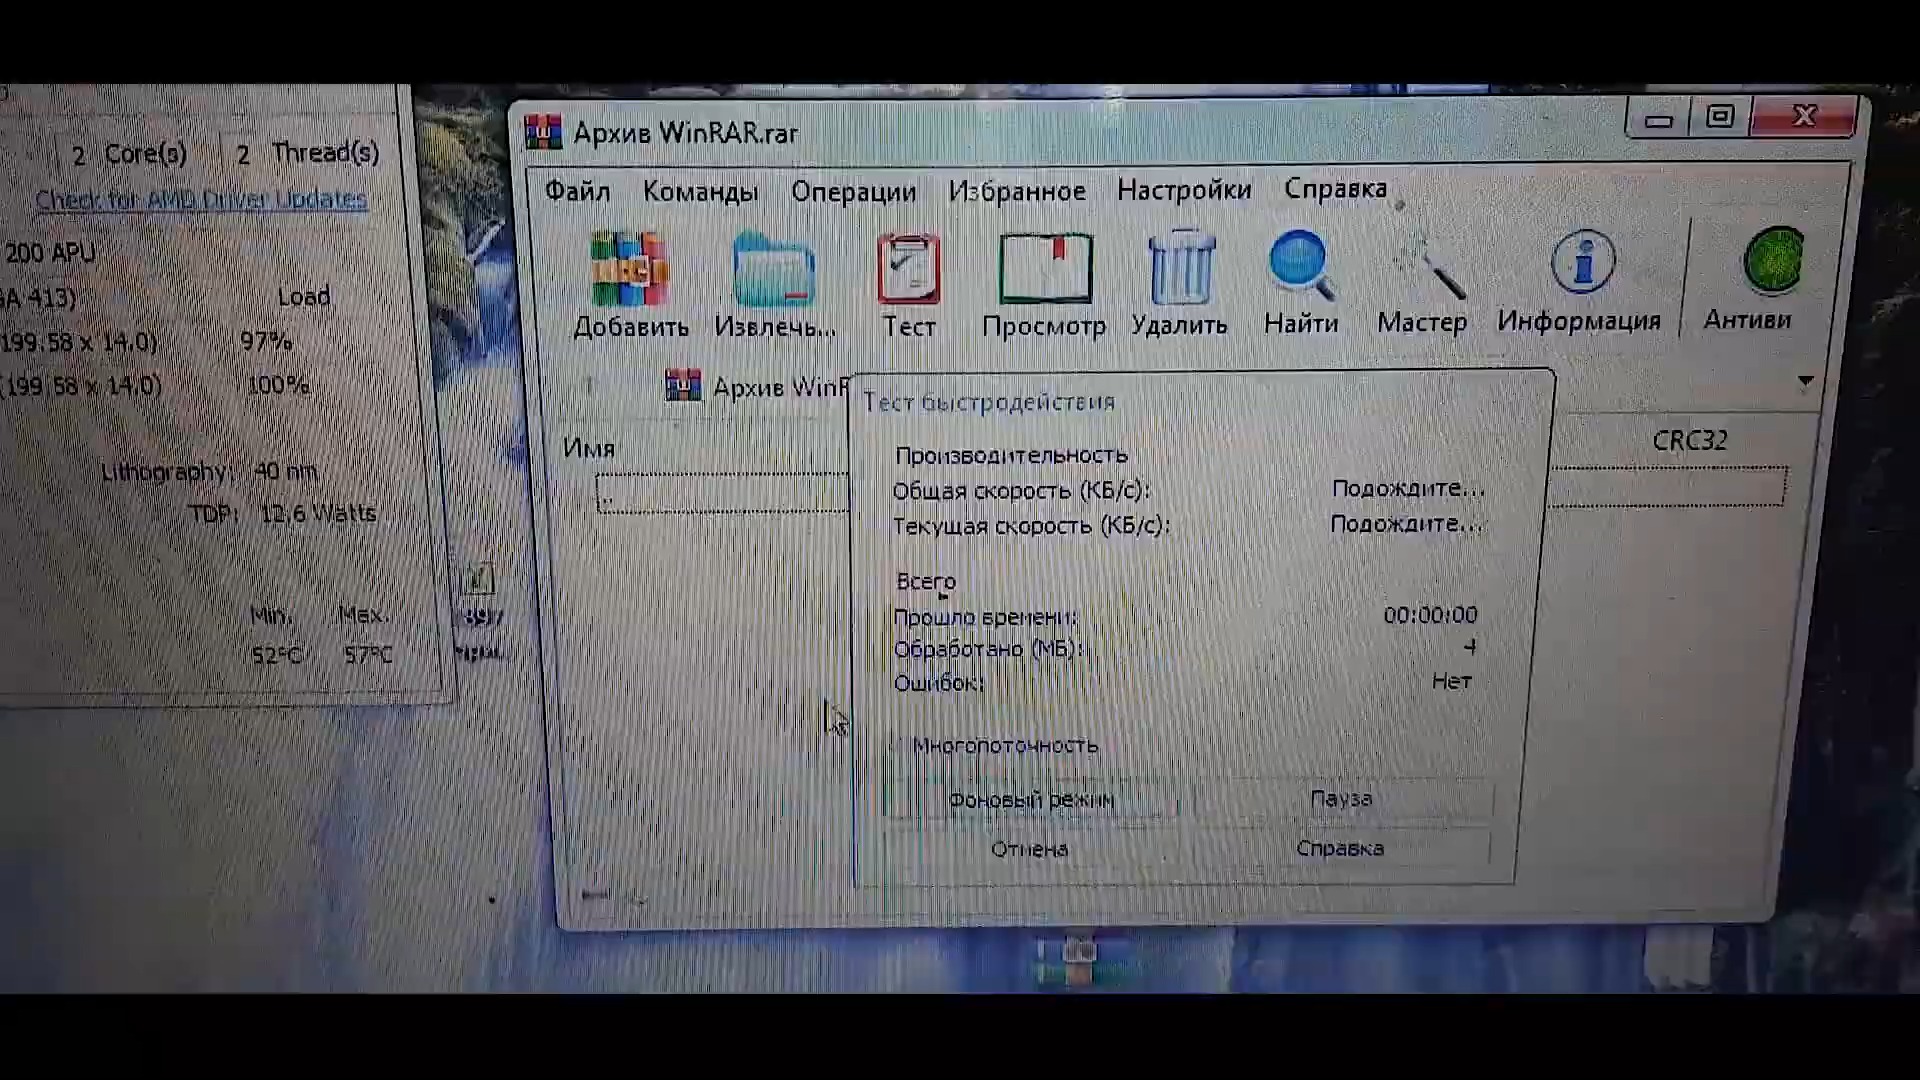 2 Core(s) 2 Thread(s)
Check for AMD Driver Updates
200 APU
GA 413)
Load
199.58 x 14.0) 97%
(199.58 x 14.0) 100%
Lithography: 40 nm
TDP: 12,6 Watts
Min. Max.
52°C 57°C
Архив WinRAR.rar
Файл Команды Операции Избранное Настройки Справка
Добавить Извлечь... Тест Просмотр Удалить Найти Мастер Информация Антиви
Архив WinR
Имя CRC32
..
Тест быстродействия
Производительность
Общая скорость (КБ/с): Подождите...
Текущая скорость (КБ/с): Подождите...
Всего
Прошло времени: 00:00:00
Обработано (МБ): 4
Ошибок: Нет
Многопоточность
Фоновый режим Пауза
Отмена Справка